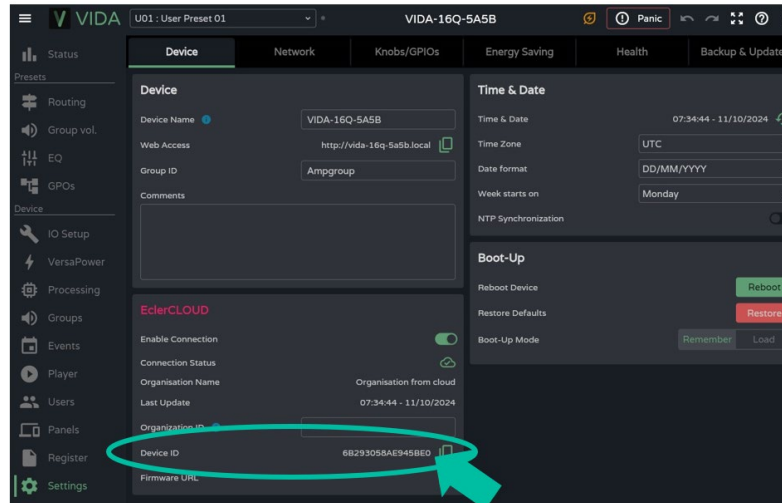 VIDA
U01 : User Preset 01
VIDA-16Q-5A5B
Panic
Status
Presets
Routing
Group vol.
EQ
GPOs
Device
IO Setup
VersaPower
Processing
Groups
Events
Player
Users
Panels
Register
Settings
Device
Network
Knobs/GPIOs
Energy Saving
Health
Backup & Update
Device
Device Name
VIDA-16Q-5A5B
Web Access
http://vida-16q-5a5b.local
Group ID
Ampgroup
Comments
EclerCLOUD
Enable Connection
Connection Status
Organisation Name
Organisation from cloud
Last Update
07:34:44 - 11/10/2024
Organization ID
Device ID
6B293058AE945BE0
Firmware URL
Time & Date
Time & Date
07:34:44 - 11/10/2024
Time Zone
UTC
Date format
DD/MM/YYYY
Week starts on
Monday
NTP Synchronization
Boot-Up
Reboot Device
Reboot
Restore Defaults
Restore
Boot-Up Mode
Remember
Load